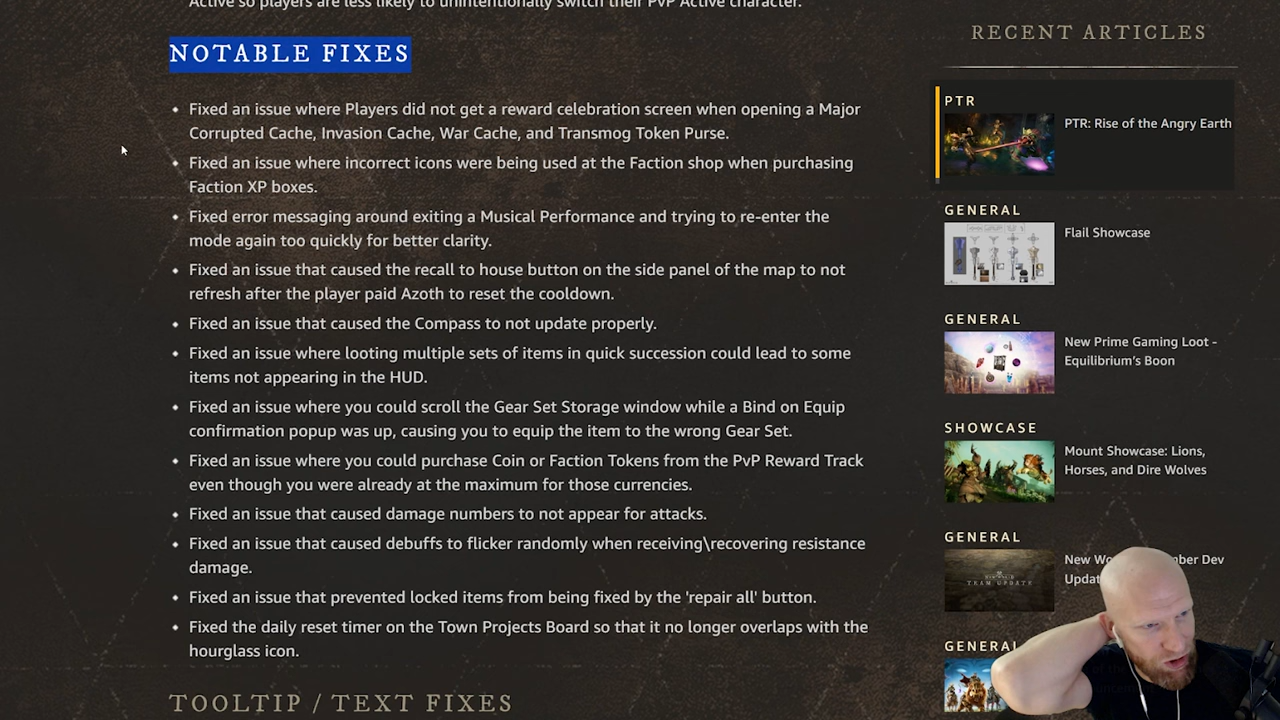 Active so players are less likely to unintentionally switch their PvP Active character.
NOTABLE FIXES
Fixed an issue where Players did not get a reward celebration screen when opening a Major
Corrupted Cache, Invasion Cache, War Cache, and Transmog Token Purse.
Fixed an issue where incorrect icons were being used at the Faction shop when purchasing
Faction XP boxes.
Fixed error messaging around exiting a Musical Performance and trying to re-enter the
mode again too quickly for better clarity.
Fixed an issue that caused the recall to house button on the side panel of the map to not
refresh after the player paid Azoth to reset the cooldown.
Fixed an issue that caused the Compass to not update properly.
Fixed an issue where looting multiple sets of items in quick succession could lead to some
items not appearing in the HUD.
Fixed an issue where you could scroll the Gear Set Storage window while a Bind on Equip
confirmation popup was up, causing you to equip the item to the wrong Gear Set.
Fixed an issue where you could purchase Coin or Faction Tokens from the PvP Reward Track
even though you were already at the maximum for those currencies.
Fixed an issue that caused damage numbers to not appear for attacks.
Fixed an issue that caused debuffs to flicker randomly when receiving\recovering resistance
damage.
Fixed an issue that prevented locked items from being fixed by the 'repair all' button.
Fixed the daily reset timer on the Town Projects Board so that it no longer overlaps with the
hourglass icon.
TOOLTIP / TEXT FIXES
RECENT ARTICLES
PTR
PTR: Rise of the Angry Earth
GENERAL
Flail Showcase
GENERAL
New Prime Gaming Loot -
Equilibrium's Boon
SHOWCASE
Mount Showcase: Lions,
Horses, and Dire Wolves
GENERAL
New Dev
TEAM UPDATE
GENERAL